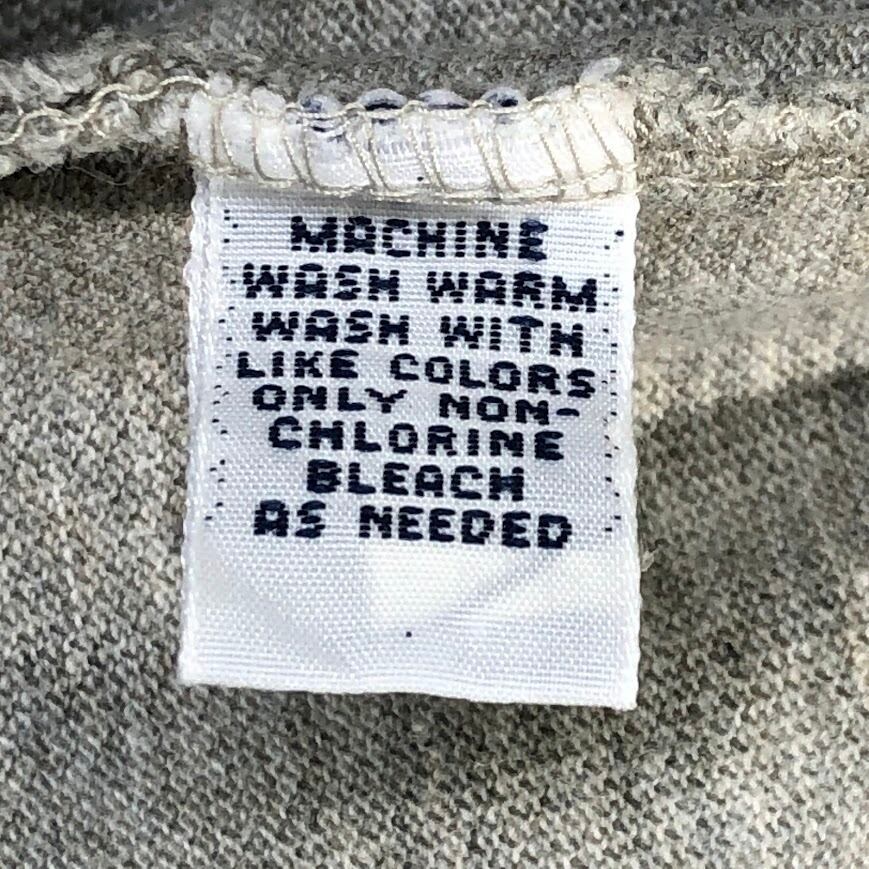 MACHINE
WASH WARM
WASH WITH
LIKE COLORS
ONLY NON-
CHLORINE
BLEACH
AS NEEDED